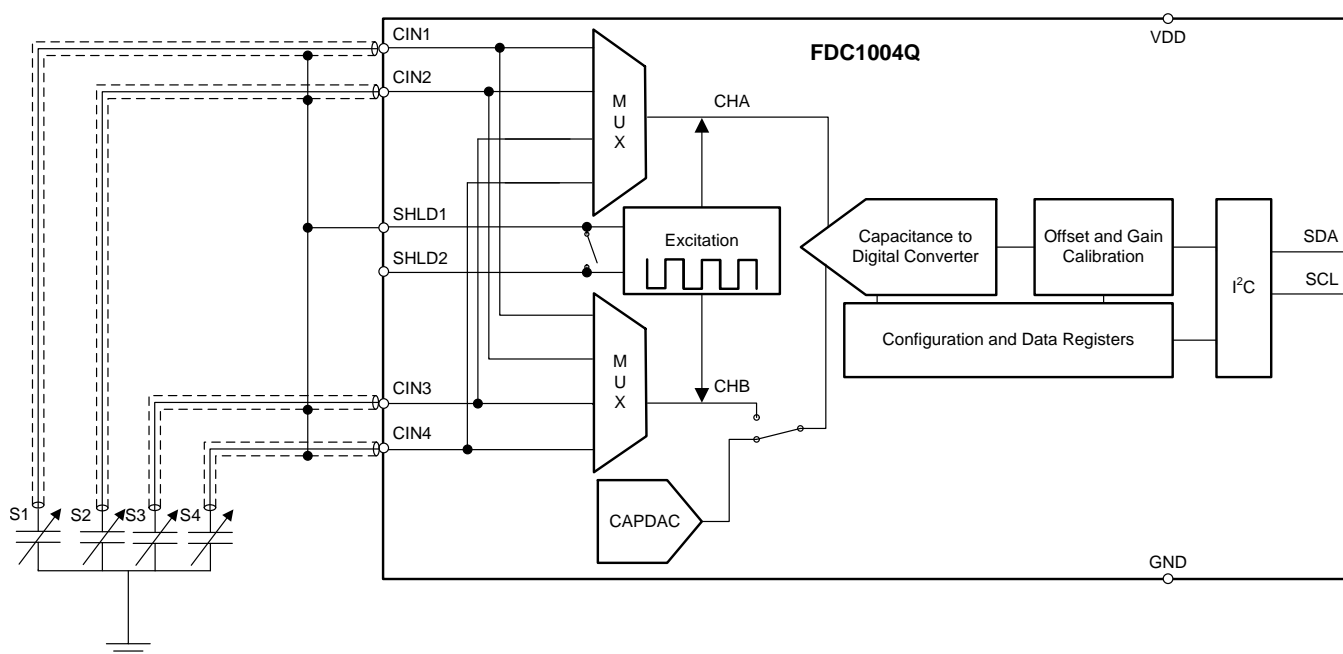 CIN1
FDC1004Q
VDD
CIN2
M
U
X
CHA
SHLD1
Excitation
SHLD2
Capacitance to
Digital Converter
Offset and Gain
Calibration
I²C
SDA
SCL
Configuration and Data Registers
M
U
X
CIN3
CHB
CIN4
S1
S2
S3
S4
CAPDAC
GND